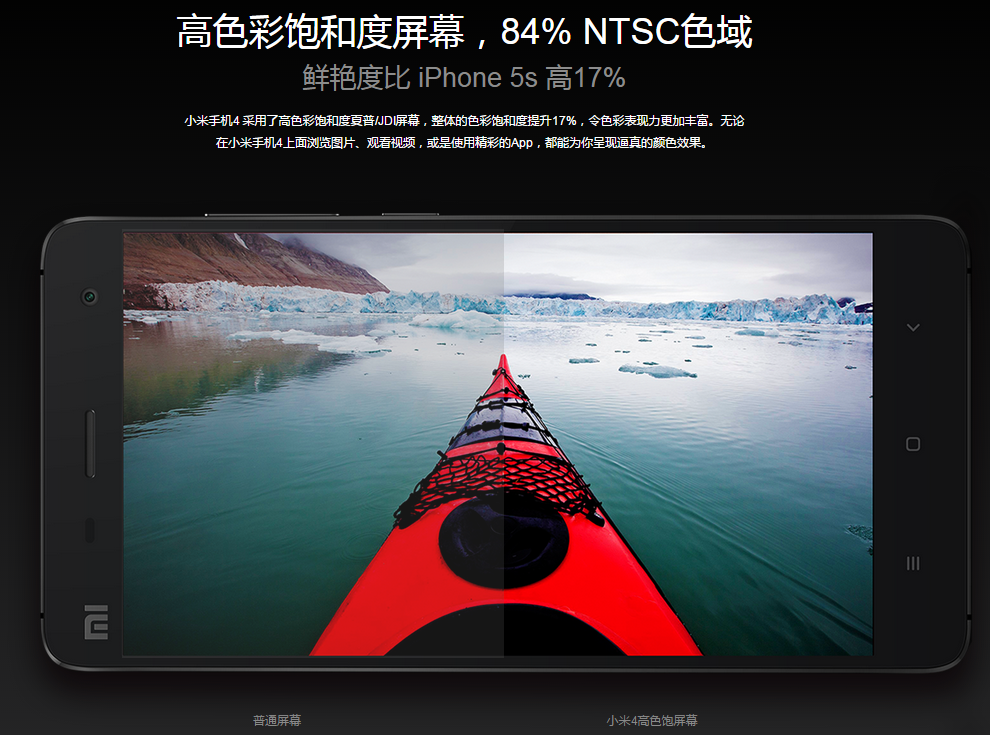 高色彩饱和度屏幕，84% NTSC色域
鲜艳度比 iPhone 5s 高17%
小米手机4 采用了高色彩饱和度夏普/JDI屏幕，整体的色彩饱和度提升17%，令色彩表现力更加丰富。无论
在小米手机4上面浏览图片、观看视频，或是使用精彩的App，都能为你呈现逼真的颜色效果。
MI
普通屏幕
小米4高色饱屏幕